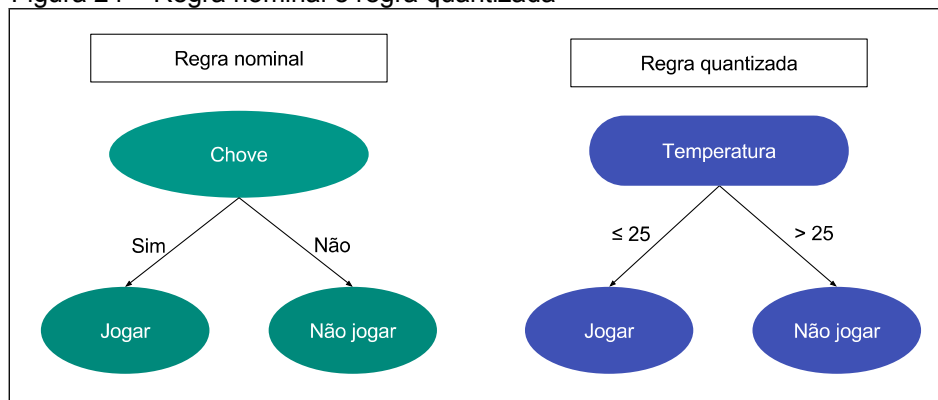 Regra nominal
Regra quantizada
Chove
Temperatura
Sim
Não
≤ 25
> 25
Jogar
Não jogar
Jogar
Não jogar